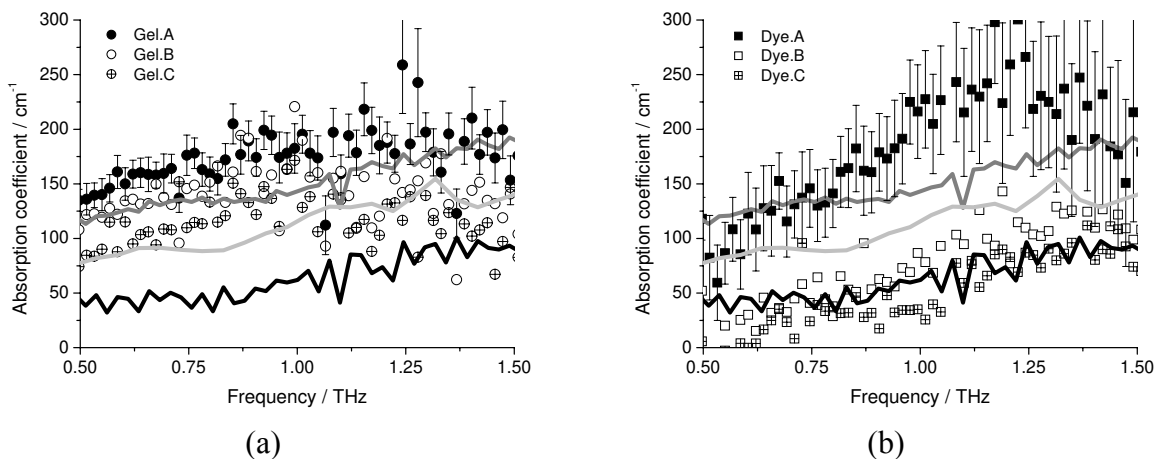 300
250
200
150
100
50
0
Absorption coefficient / cm⁻¹
Gel.A
Gel.B
Gel.C
0.50 0.75 1.00 1.25 1.50
Frequency / THz
(a)
300
250
200
150
100
50
0
Absorption coefficient / cm⁻¹
Dye.A
Dye.B
Dye.C
0.50 0.75 1.00 1.25 1.50
Frequency / THz
(b)